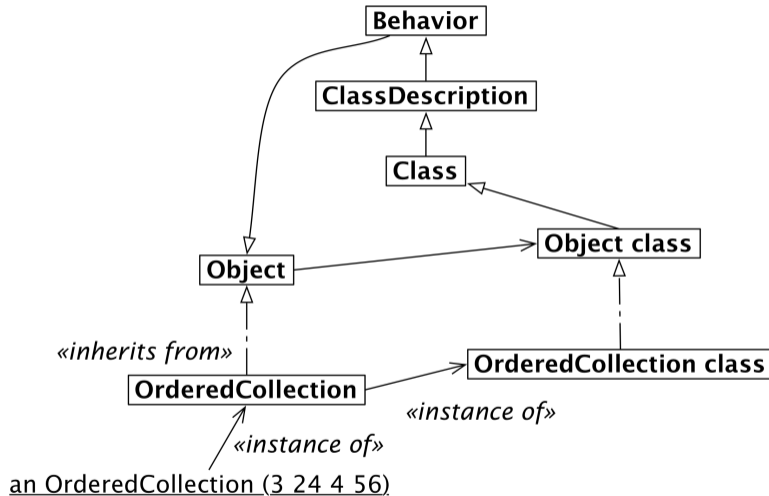 Behavior
ClassDescription
Class
Object class
Object
«inherits from»
OrderedCollection class
OrderedCollection
«instance of»
«instance of»
an OrderedCollection (3 24 4 56)